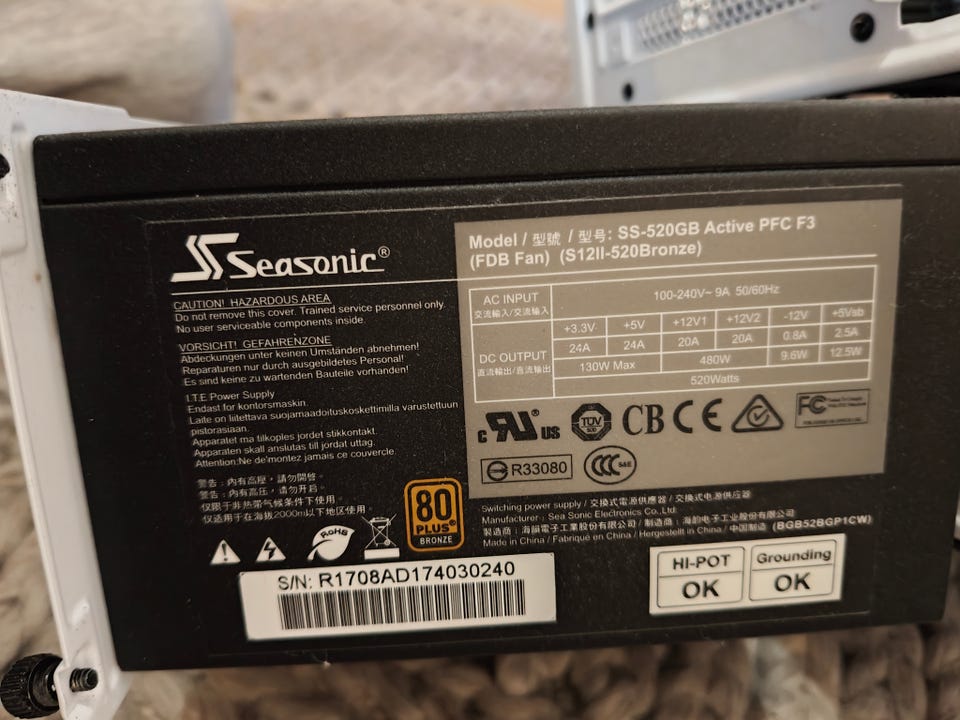 Seasonic®
CAUTION! HAZARDOUS AREA
Do not remove this cover. Trained service personnel only.
No user serviceable components inside.
VORSICHT! GEFAHRENZONE
Abdeckungen unter keinen Umständen abnehmen!
Reparaturen nur durch ausgebildetes Personal!
Es sind keine zu wartenden Bauteile vorhanden!
I.T.E Power Supply
Endast for kontorsmaskin.
Laite on liitettava suojamaadoituskoskettimilla varustettuun
pistorasiaan.
Apparatet ma tilkoples jordet stikkontakt.
Apparaten skall anslutas till jordat uttag.
Attention:Ne de'montez jamais ce couvercle.
警告：內有高壓，請勿開啓。
警告：内有高压，请勿开启。
仅限于非热带气候条件下使用。
仅适用于在海拔2000m以下地区使用。
RoHS
80
PLUS®
BRONZE
S/N: R1708AD174030240
Model / 型號 / 型号: SS-520GB Active PFC F3
(FDB Fan) (S12II-520Bronze)
AC INPUT
交流輸入/交流输入
100-240V~ 9A 50/60Hz
DC OUTPUT
直流輸出/直流输出
+3.3V +5V +12V1 +12V2 -12V +5Vsb
24A 24A 20A 20A 0.8A 2.5A
130W Max 480W 9.6W 12.5W
520Watts
c RU® US TÜV SÜD CB CE FC
R33080 CCC S&E
Switching power supply / 交換式電源供應器 / 交换式电源供应器
Manufacturer : Sea Sonic Electronics Co.,Ltd.
製造商：海韻電子工業股份有限公司 / 制造商：海韵电子工业股份有限公司
Made in China / Fabriqué en China / Hergestellt in China / 中国制造 (BGB52BGP1CW)
HI-POT
OK
Grounding
OK